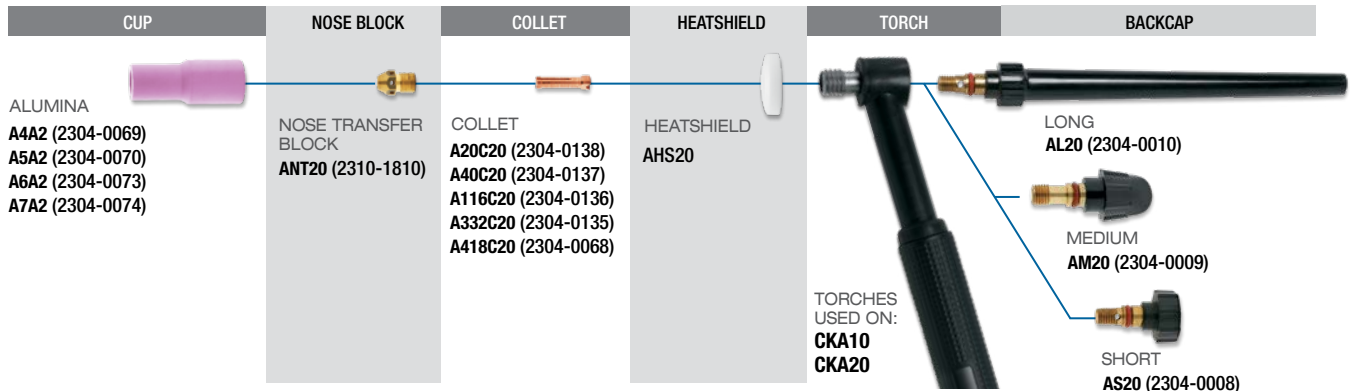 CUP
NOSE BLOCK
COLLET
HEATSHIELD
TORCH
BACKCAP
ALUMINA
A4A2 (2304-0069)
A5A2 (2304-0070)
A6A2 (2304-0073)
A7A2 (2304-0074)
NOSE TRANSFER
BLOCK
ANT20 (2310-1810)
COLLET
A20C20 (2304-0138)
A40C20 (2304-0137)
A116C20 (2304-0136)
A332C20 (2304-0135)
A418C20 (2304-0068)
HEATSHIELD
AHS20
TORCHES
USED ON:
CKA10
CKA20
LONG
AL20 (2304-0010)
MEDIUM
AM20 (2304-0009)
SHORT
AS20 (2304-0008)